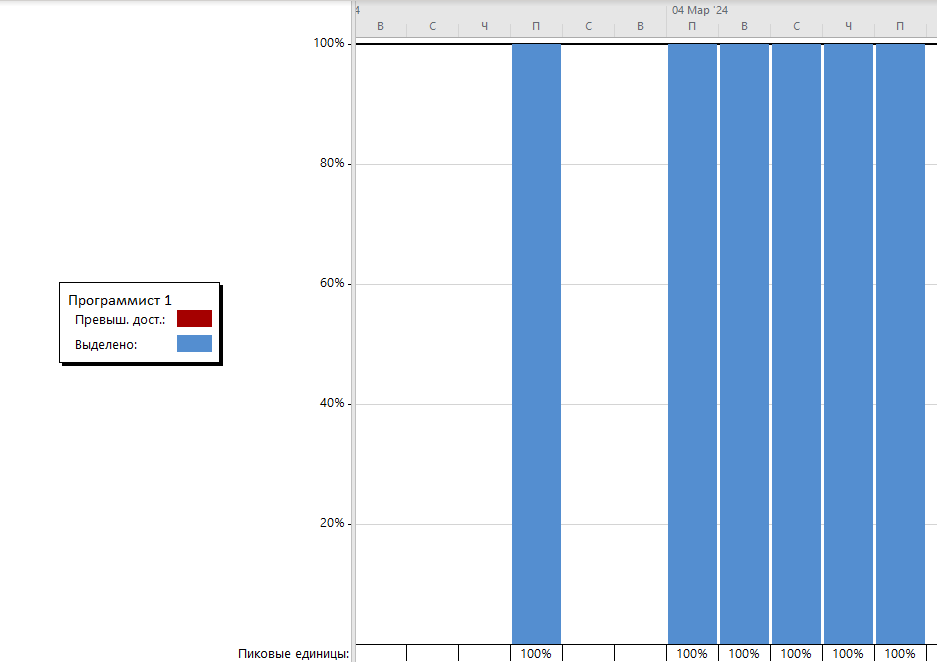 4
04 Мар '24
В С Ч П С В П В С Ч П
100%
80%
60%
Программист 1
Превыш. дост.:
Выделено:
40%
20%
Пиковые единицы: 100% 100% 100% 100% 100% 100%